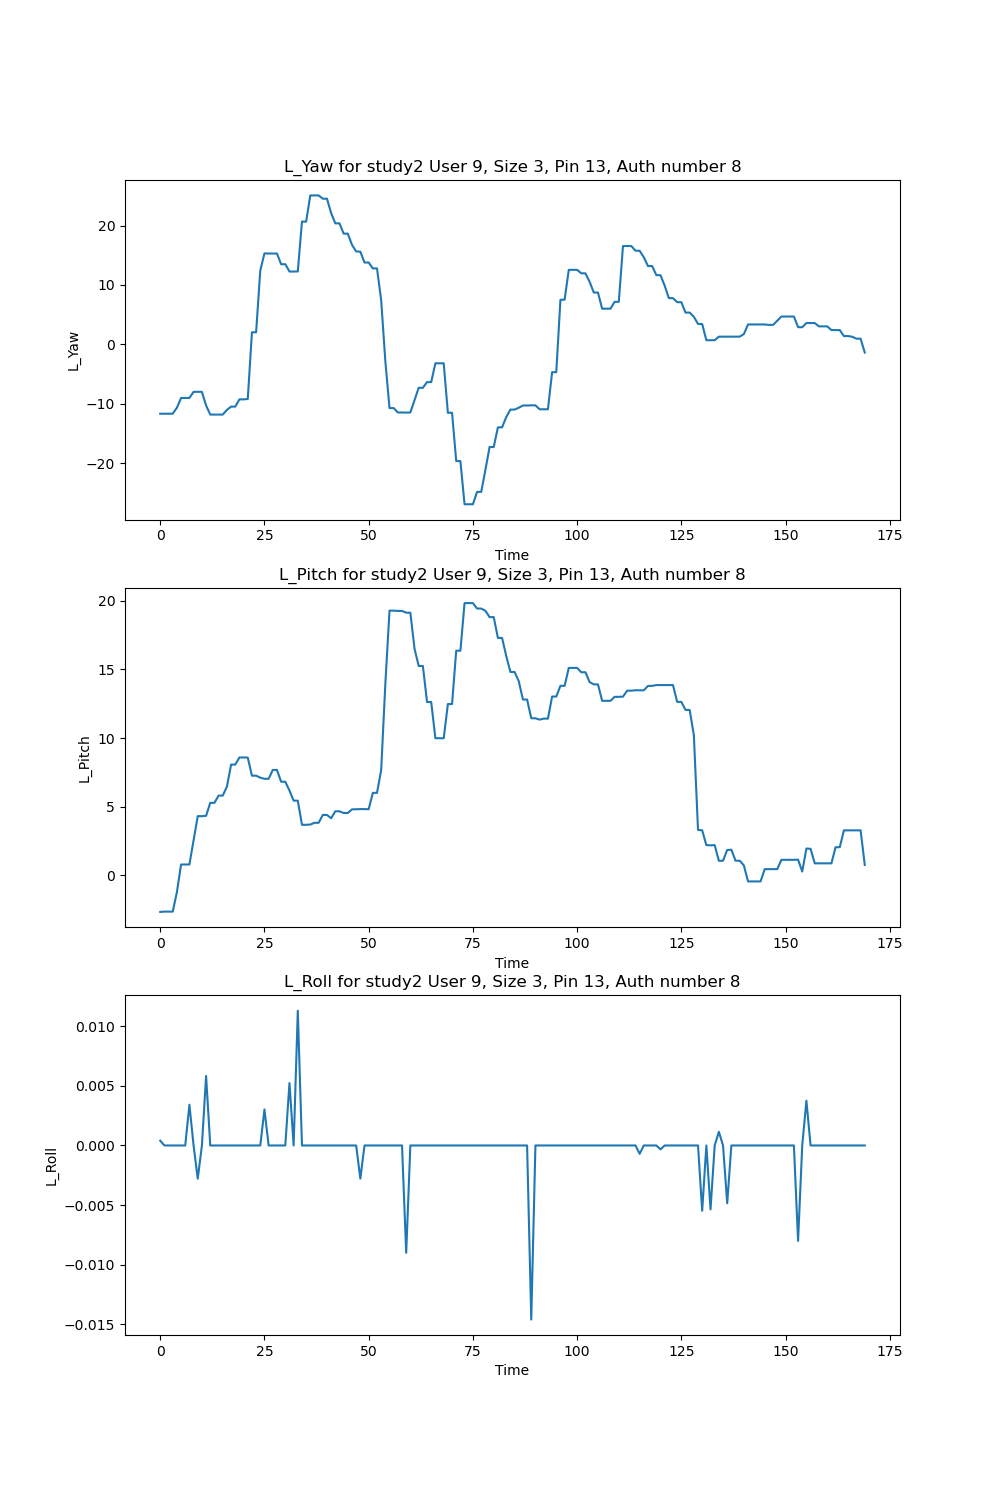 L_Yaw for study2 User 9, Size 3, Pin 13, Auth number 8
20
10
0
−10
−20
L_Yaw
0 25 50 75 100 125 150 175
Time
L_Pitch for study2 User 9, Size 3, Pin 13, Auth number 8
20
15
10
5
0
L_Pitch
0 25 50 75 100 125 150 175
Time
L_Roll for study2 User 9, Size 3, Pin 13, Auth number 8
0.010
0.005
0.000
−0.005
−0.010
−0.015
L_Roll
0 25 50 75 100 125 150 175
Time